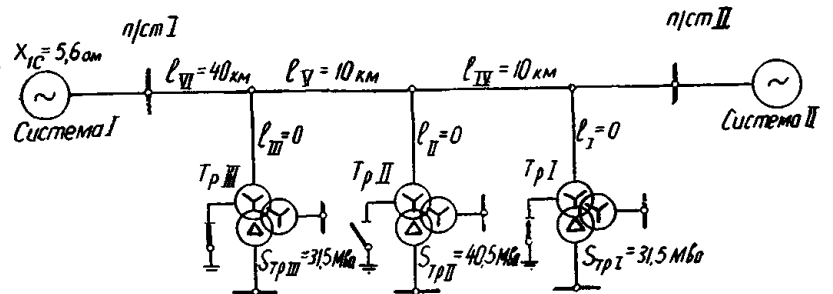 п/ст I
п/ст II
X₁С = 5,6 ом
ℓVI = 40 км
ℓV = 10 км
ℓIV = 10 км
~
~
Система I
Система II
ℓIII = 0
ℓII = 0
ℓI = 0
Тр III
Тр II
Тр I
SтрIII = 31,5 Мва
SтрII = 40,5 Мва
SтрI = 31,5 Мва